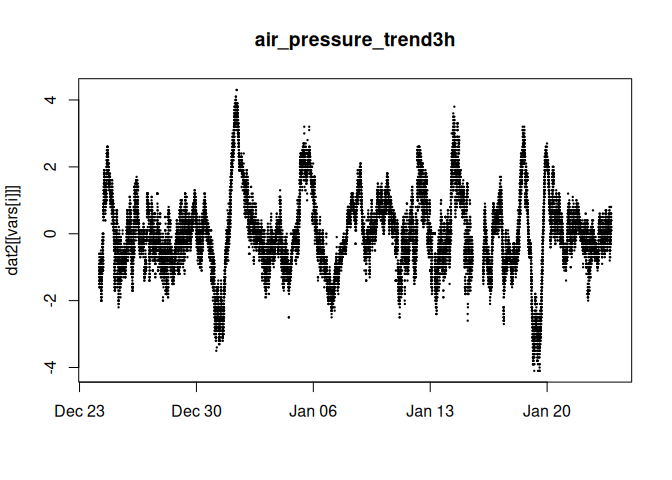 air_pressure_trend3h
dat2[[vars[i]]]
4
2
0
-2
-4
Dec 23
Dec 30
Jan 06
Jan 13
Jan 20